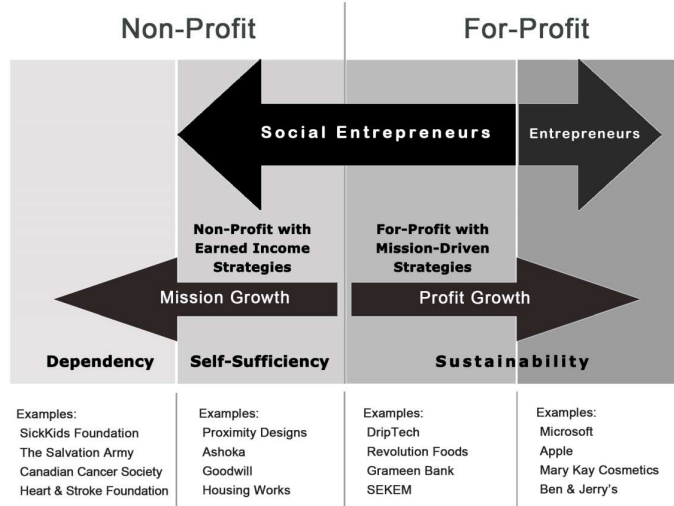 Non-Profit
For-Profit
Social Entrepreneurs
Entrepreneurs
Non-Profit with
Earned Income
Strategies
For-Profit with
Mission-Driven
Strategies
Mission Growth
Profit Growth
Dependency
Self-Sufficiency
Sustainability
Examples:
SickKids Foundation
The Salvation Army
Canadian Cancer Society
Heart & Stroke Foundation
Examples:
Proximity Designs
Ashoka
Goodwill
Housing Works
Examples:
DripTech
Revolution Foods
Grameen Bank
SEKEM
Examples:
Microsoft
Apple
Mary Kay Cosmetics
Ben & Jerry's